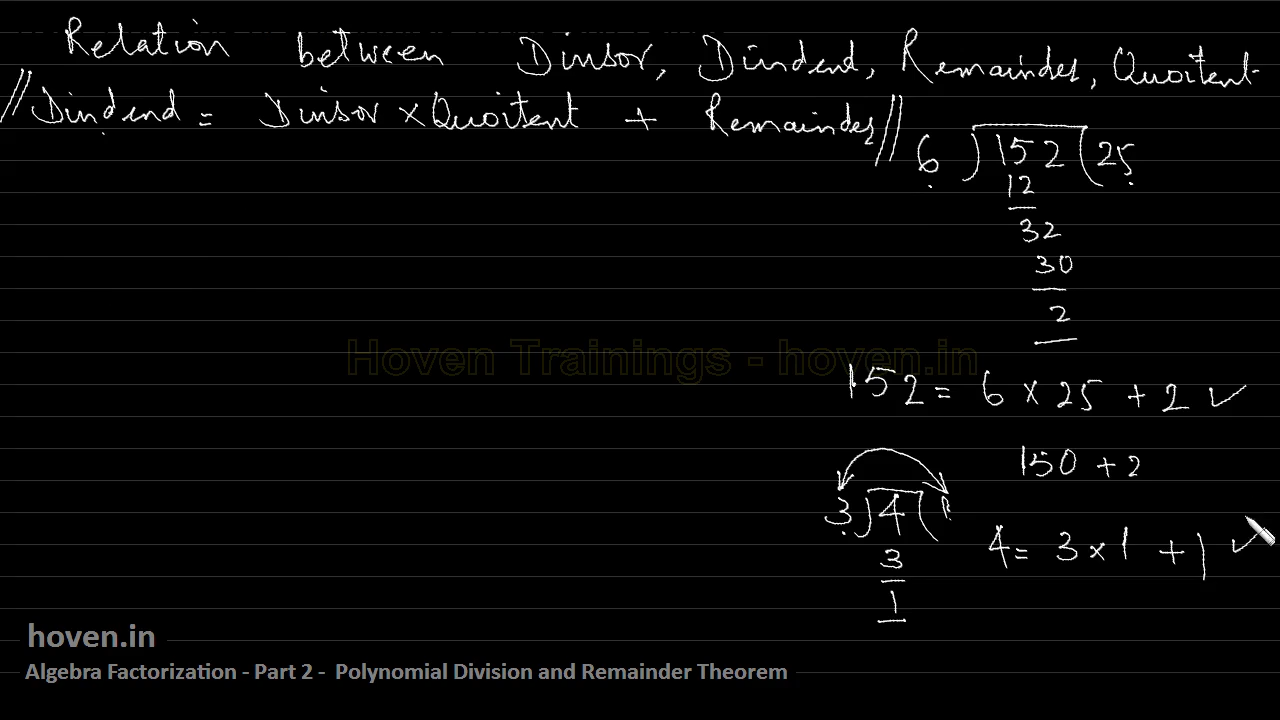 Relation between Divisor, Dividend, Remainder, Quoitent
// Dividend = Divisor × Quoitent + Remainder //
6 ) 152 ( 25
12
32
30
2
Hoven Trainings - hoven.in
152 = 6 × 25 + 2 ✓
150 + 2
3 ) 4 ( 1
4 = 3 × 1 + 1 ✓
3
1
hoven.in
Algebra Factorization - Part 2 - Polynomial Division and Remainder Theorem